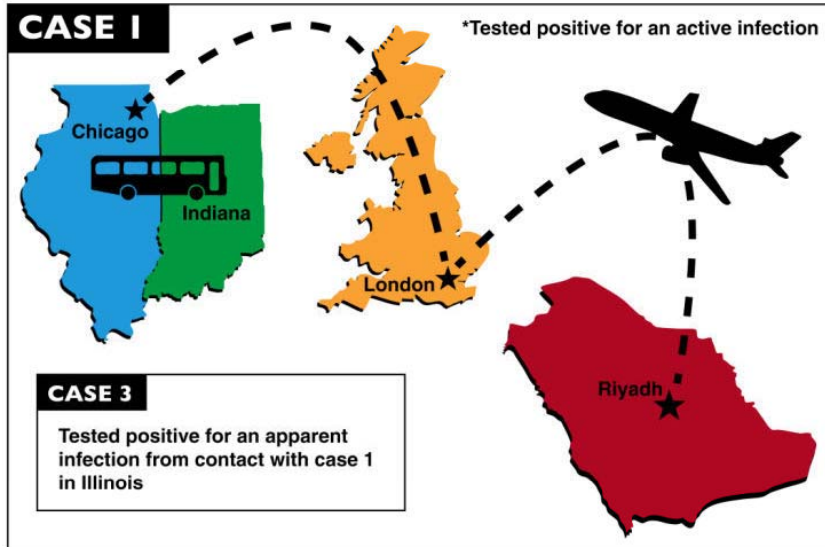 CASE 1
*Tested positive for an active infection
Chicago
Indiana
London
Riyadh
CASE 3
Tested positive for an apparent
infection from contact with case 1
in Illinois